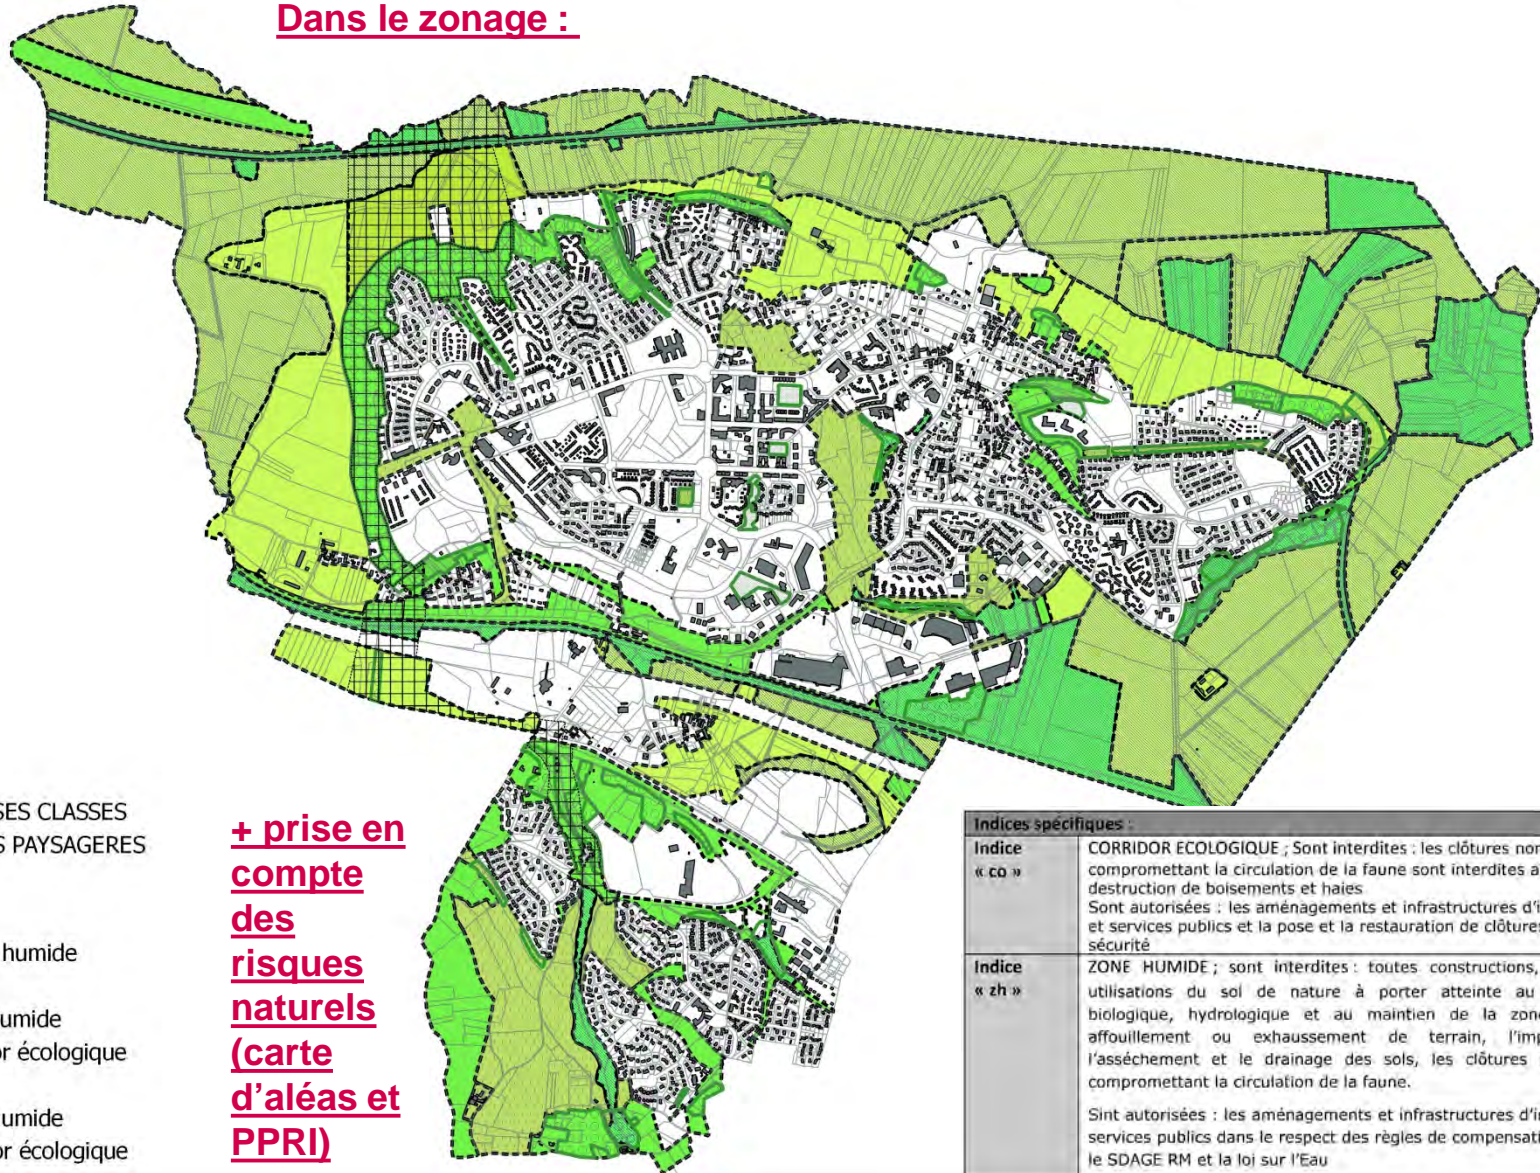 Dans le zonage :
SES CLASSES
S PAYSAGERES
humide
umide
or écologique
umide
or écologique
+ prise en
compte
des
risques
naturels
(carte
d'aléas et
PPRI)
Indices spécifiques :
Indice
« co »
CORRIDOR ECOLOGIQUE ; Sont interdites : les clôtures non
compromettant la circulation de la faune sont interdites a
destruction de boisements et haies
Sont autorisées : les aménagements et infrastructures d'i
et services publics et la pose et la restauration de clôtures
sécurité
Indice
« zh »
ZONE HUMIDE ; sont interdites : toutes constructions,
utilisations du sol de nature à porter atteinte au
biologique, hydrologique et au maintien de la zone
affouillement ou exhaussement de terrain, l'imp
l'asséchement et le drainage des sols, les clôtures
compromettant la circulation de la faune.
Sint autorisées : les aménagements et infrastructures d'i
services publics dans le respect des règles de compensati
le SDAGE RM et la loi sur l'Eau